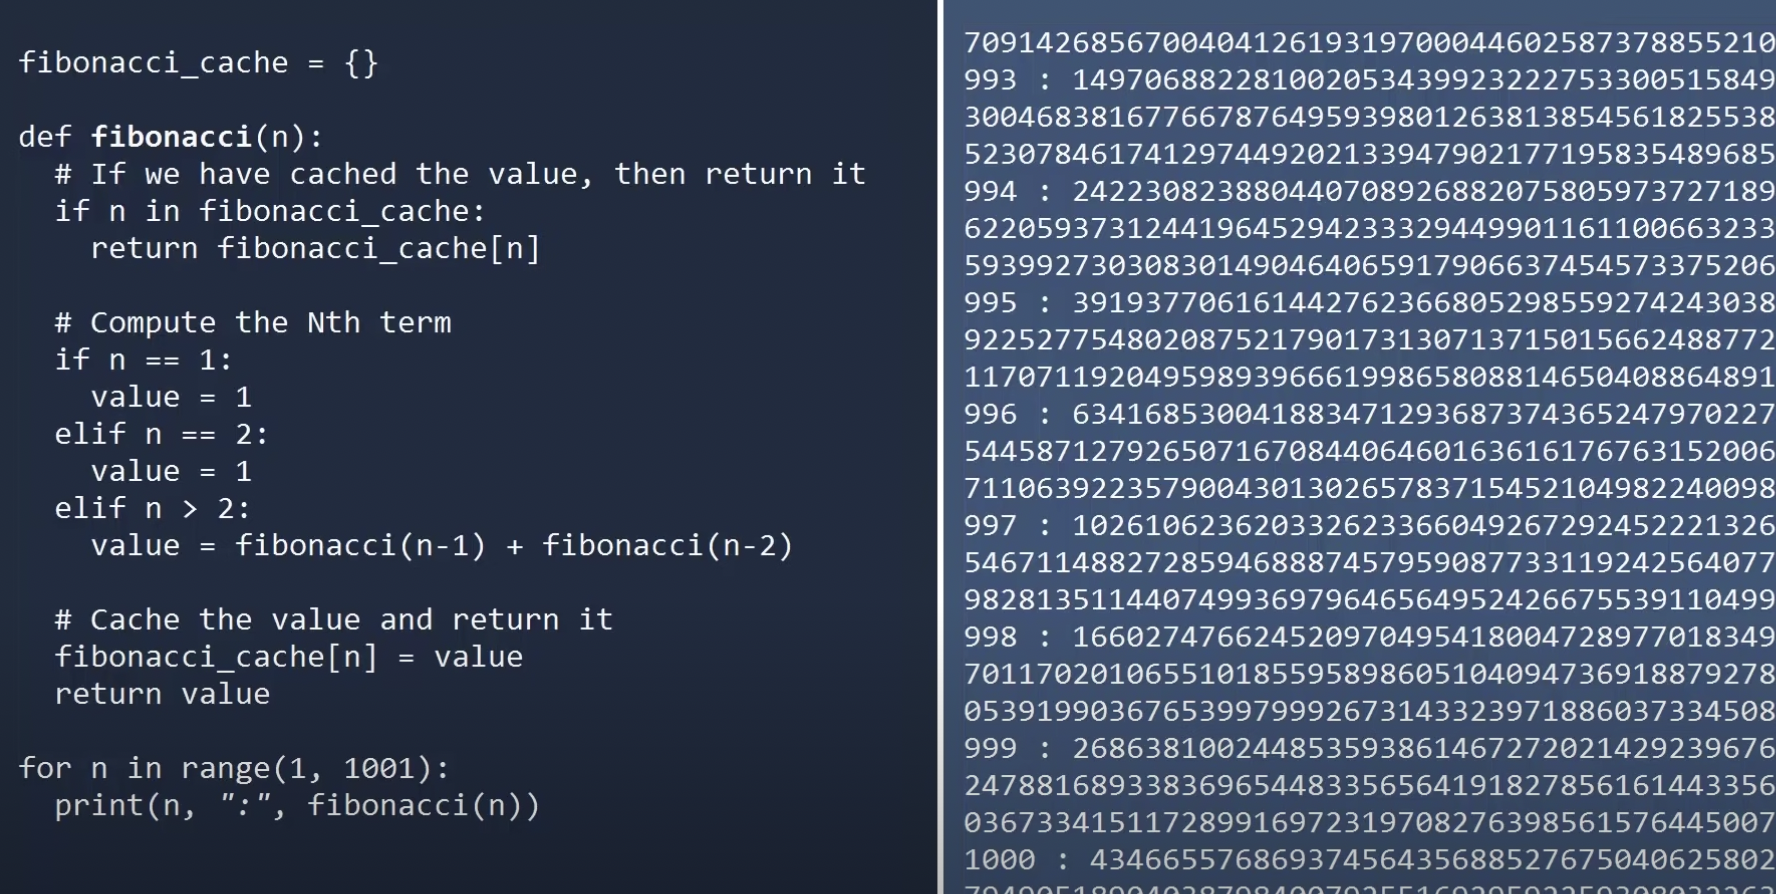 fibonacci_cache = {}
def fibonacci(n):
# If we have cached the value, then return it
if n in fibonacci_cache:
return fibonacci_cache[n]
# Compute the Nth term
if n == 1:
value = 1
elif n == 2:
value = 1
elif n > 2:
value = fibonacci(n-1) + fibonacci(n-2)
# Cache the value and return it
fibonacci_cache[n] = value
return value
for n in range(1, 1001):
print(n, ":", fibonacci(n))
709142685670040412619319700044602587378855210
993 : 149706882281002053439923222753300515849
300468381677667876495939801263813854561825538
523078461741297449202133947902177195835489685
994 : 242230823880440708926882075805973727189
622059373124419645294233329449901161100663233
593992730308301490464065917906637454573375206
995 : 391937706161442762366805298559274243038
922527754802087521790173130713715015662488772
117071192049598939666199865808814650408864891
996 : 634168530041883471293687374365247970227
544587127926507167084406460163616176763152006
711063922357900430130265783715452104982240098
997 : 102610623620332623366049267292452221326
546711488272859468887457959087733119242564077
982813511440749936979646564952426675539110499
998 : 166027476624520970495418004728977018349
701170201065510185595898605104094736918879278
053919903676539979992673143323971886037334508
999 : 268638100244853593861467272021429239676
247881689338369654483356564191827856161443356
036733415117289916972319708276398561576445007
1000 : 43466557686937456435688527675040625802